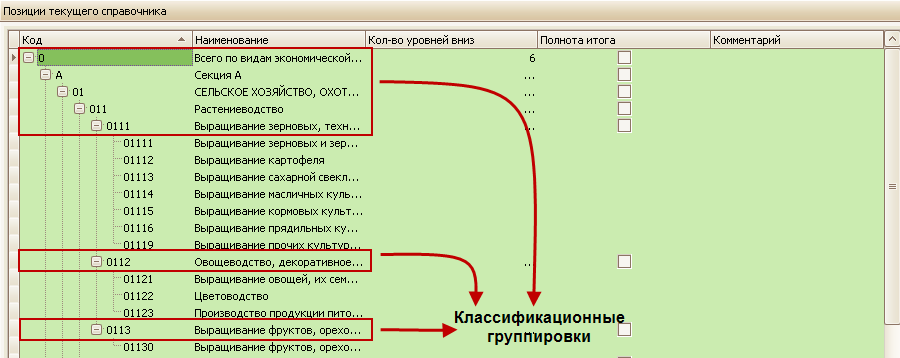 Позиции текущего справочника
Код Наименование Кол-во уровней вниз Полнота итога Комментарий
0 Всего по видам экономической... 6
A Секция А ...
01 СЕЛЬСКОЕ ХОЗЯЙСТВО, ОХОТ... ...
011 Растениеводство ...
0111 Выращивание зерновых, техн... ...
01111 Выращивание зерновых и зер...
01112 Выращивание картофеля
01113 Выращивание сахарной свекл...
01114 Выращивание масличных куль...
01115 Выращивание кормовых культ...
01116 Выращивание прядильных ку...
01119 Выращивание прочих культур...
0112 Овощеводство, декоративное... ...
01121 Выращивание овощей, их сем...
01122 Цветоводство
01123 Производство продукции пито...
0113 Выращивание фруктов, орехо... ...
01130 Выращивание фруктов, орехо...
Классификационные
группировки